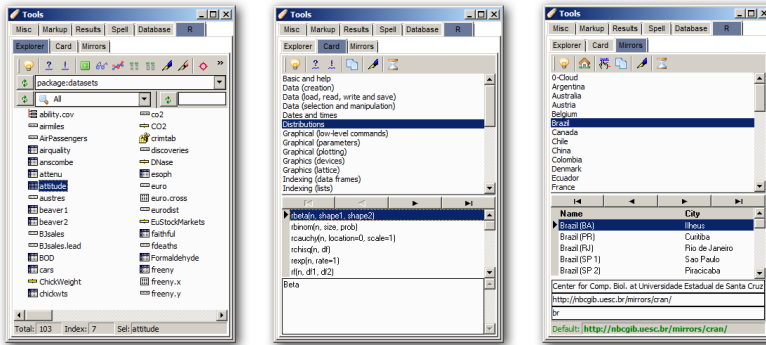 Tools
Misc Markup Results Spell Database R
Explorer Card Mirrors
package:datasets
All
ability.cov
airmiles
AirPassengers
airquality
anscombe
attenu
attitude
austres
beaver1
beaver2
BJsales
BJsales.lead
BOD
cars
ChickWeight
chickwts
co2
CO2
crimtab
discoveries
DNase
esoph
euro
euro.cross
eurodist
EuStockMarkets
faithful
fdeaths
Formaldehyde
freeny
freeny.x
freeny.y
Total: 103 Index: 7 Sel: attitude
Tools
Misc Markup Results Spell Database R
Explorer Card Mirrors
Basic and help
Data (creation)
Data (load, read, write and save)
Data (selection and manipulation)
Dates and times
Distributions
Graphical (low-level commands)
Graphical (parameters)
Graphical (plotting)
Graphics (devices)
Graphics (lattice)
Indexing (data frames)
Indexing (lists)
rbeta(n, shape1, shape2)
rbinom(n, size, prob)
rcauchy(n, location=0, scale=1)
rchisq(n, df)
rexp(n, rate=1)
rf(n, df1, df2)
Beta
Tools
Misc Markup Results Spell Database R
Explorer Card Mirrors
0-Cloud
Argentina
Australia
Austria
Belgium
Brazil
Canada
Chile
China
Colombia
Denmark
Ecuador
France
Name City
Brazil (BA) Ilheus
Brazil (PR) Curitiba
Brazil (RJ) Rio de Janeiro
Brazil (SP 1) Sao Paulo
Brazil (SP 2) Piracicaba
Center for Comp. Biol. at Universidade Estadual de Santa Cruz
http://nbcgib.uesc.br/mirrors/cran/
br
Default: http://nbcgib.uesc.br/mirrors/cran/